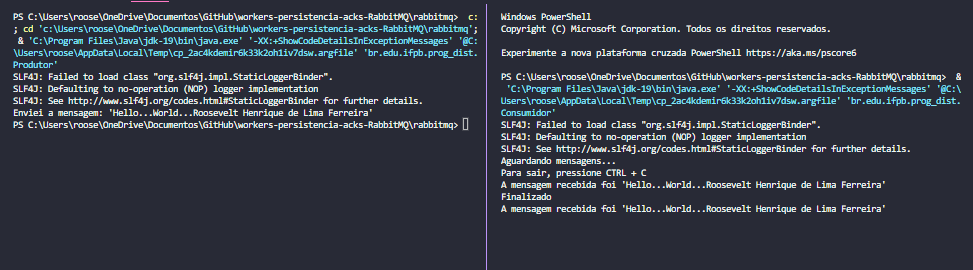 PS C:\Users\roose\OneDrive\Documentos\GitHub\workers-persistencia-acks-RabbitMQ\rabbitmq>  c:
; cd 'c:\Users\roose\OneDrive\Documentos\GitHub\workers-persistencia-acks-RabbitMQ\rabbitmq';
 & 'C:\Program Files\Java\jdk-19\bin\java.exe' '-XX:+ShowCodeDetailsInExceptionMessages' '@C:
\Users\roose\AppData\Local\Temp\cp_2ac4kdemir6k33k2oh1iv7dsw.argfile' 'br.edu.ifpb.prog_dist.
Produtor'
SLF4J: Failed to load class "org.slf4j.impl.StaticLoggerBinder".
SLF4J: Defaulting to no-operation (NOP) logger implementation
SLF4J: See http://www.slf4j.org/codes.html#StaticLoggerBinder for further details.
Enviei a mensagem: 'Hello...World...Roosevelt Henrique de Lima Ferreira'
PS C:\Users\roose\OneDrive\Documentos\GitHub\workers-persistencia-acks-RabbitMQ\rabbitmq>
Windows PowerShell
Copyright (C) Microsoft Corporation. Todos os direitos reservados.
Experimente a nova plataforma cruzada PowerShell https://aka.ms/pscore6
PS C:\Users\roose\OneDrive\Documentos\GitHub\workers-persistencia-acks-RabbitMQ\rabbitmq>  &
 'C:\Program Files\Java\jdk-19\bin\java.exe' '-XX:+ShowCodeDetailsInExceptionMessages' '@C:\
Users\roose\AppData\Local\Temp\cp_2ac4kdemir6k33k2oh1iv7dsw.argfile' 'br.edu.ifpb.prog_dist.
Consumidor'
SLF4J: Failed to load class "org.slf4j.impl.StaticLoggerBinder".
SLF4J: Defaulting to no-operation (NOP) logger implementation
SLF4J: See http://www.slf4j.org/codes.html#StaticLoggerBinder for further details.
Aguardando mensagens...
Para sair, pressione CTRL + C
A mensagem recebida foi 'Hello...World...Roosevelt Henrique de Lima Ferreira'
Finalizado
A mensagem recebida foi 'Hello...World...Roosevelt Henrique de Lima Ferreira'